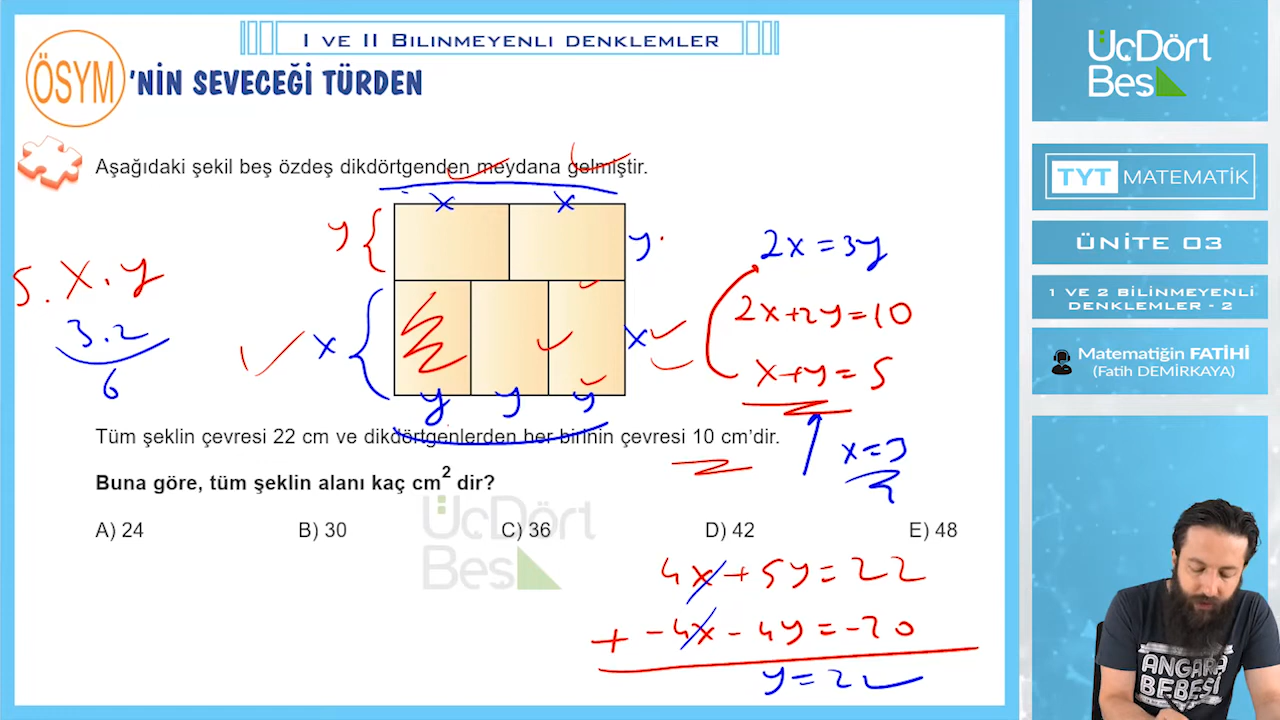 I VE II BILINMEYENLI DENKLEMLER
ÖSYM'NİN SEVECEĞİ TÜRDEN
Aşağıdaki şekil beş özdeş dikdörtgenden meydana gelmiştir.
x x
y y
x x
y y y
5.x.y
3.2
6
2x=3y
2x+2y=10
x+y=5
x=3
Tüm şeklin çevresi 22 cm ve dikdörtgenlerden her birinin çevresi 10 cm'dir.
Buna göre, tüm şeklin alanı kaç cm² dir?
A) 24 B) 30 C) 36 D) 42 E) 48
4x+5y=22
+ -4x-4y=-20
y=2
ÜçDört
Beş
ÜçDört
Beş
TYT MATEMATİK
ÜNİTE 03
1 VE 2 BİLİNMEYENLİ
DENKLEMLER - 2
Matematiğin FATİHİ
(Fatih DEMİRKAYA)
ANGARA
BEBESİ